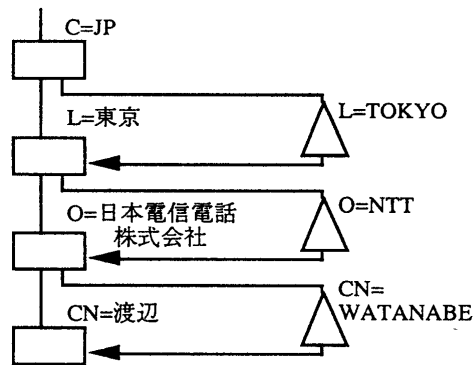 C=JP
L=東京
L=TOKYO
O=日本電信電話
株式会社
O=NTT
CN=渡辺
CN=
WATANABE